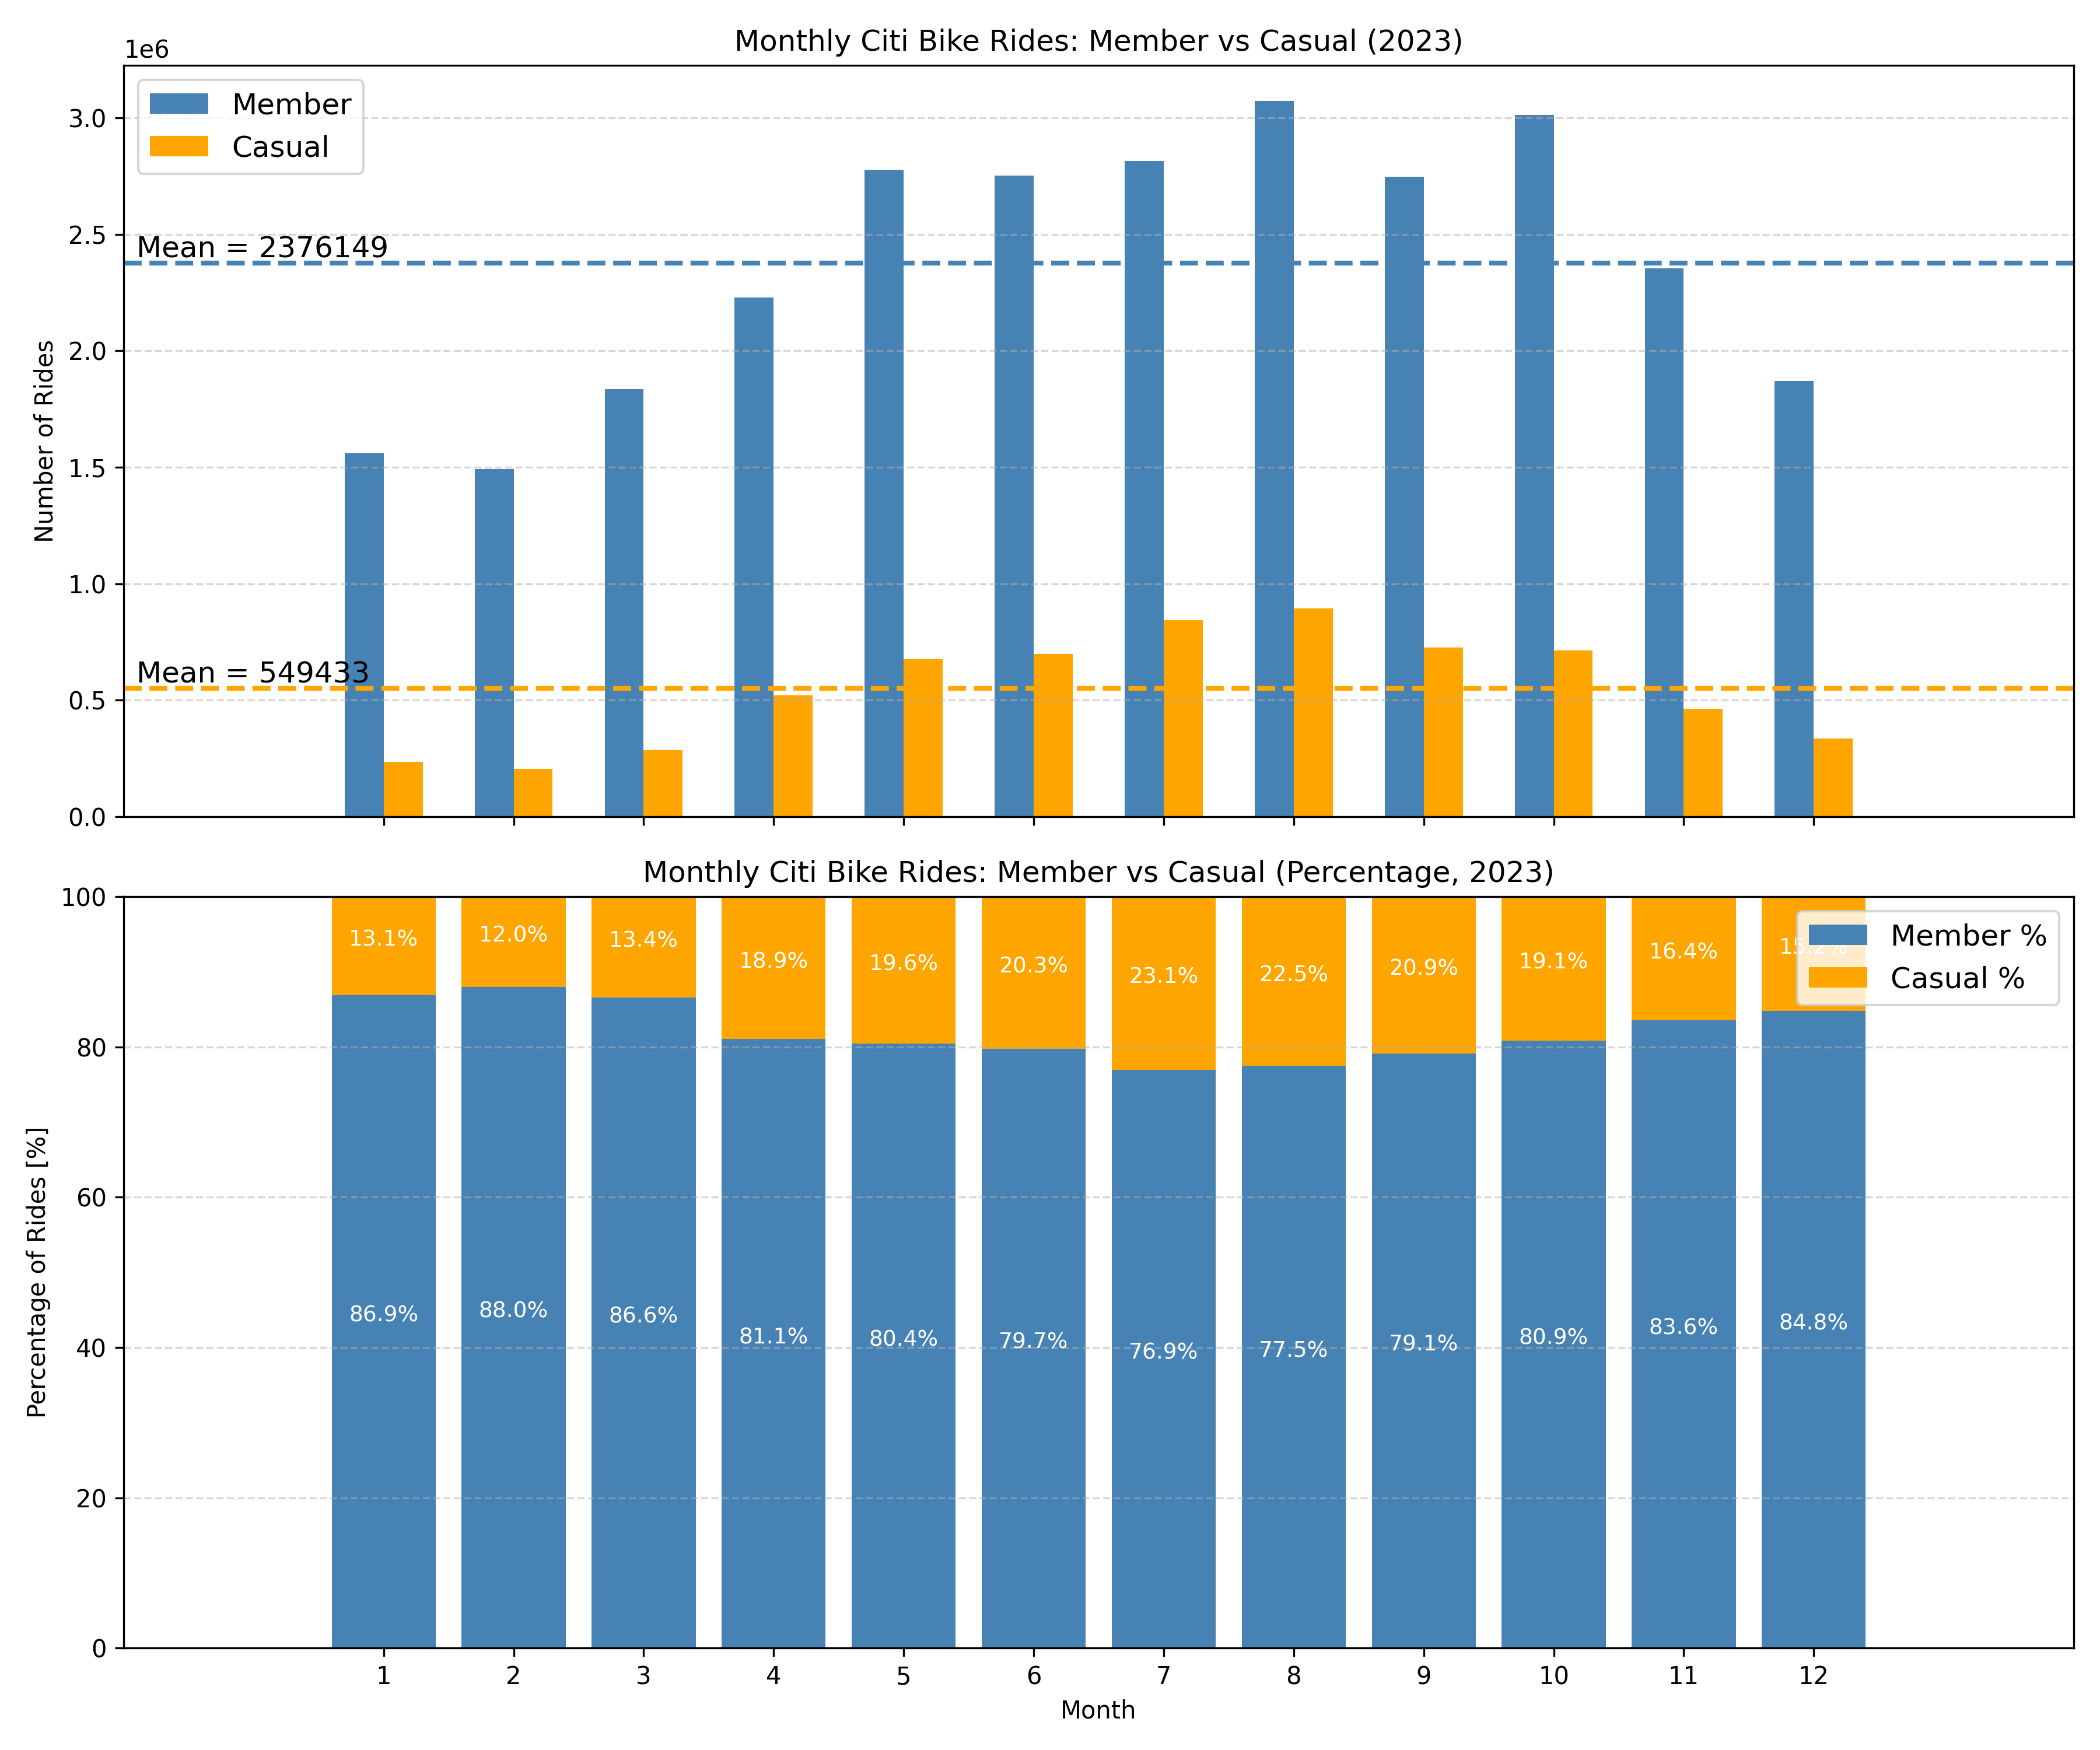 Monthly Citi Bike Rides: Member vs Casual (2023)
1e6
Member
Casual
3.0
2.5
2.0
1.5
1.0
0.5
0.0
Number of Rides
Mean = 2376149
Mean = 549433
Monthly Citi Bike Rides: Member vs Casual (Percentage, 2023)
Member %
Casual %
100
80
60
40
20
0
Percentage of Rides [%]
13.1% 12.0% 13.4% 18.9% 19.6% 20.3% 23.1% 22.5% 20.9% 19.1% 16.4% 15.2%
86.9% 88.0% 86.6% 81.1% 80.4% 79.7% 76.9% 77.5% 79.1% 80.9% 83.6% 84.8%
1 2 3 4 5 6 7 8 9 10 11 12
Month